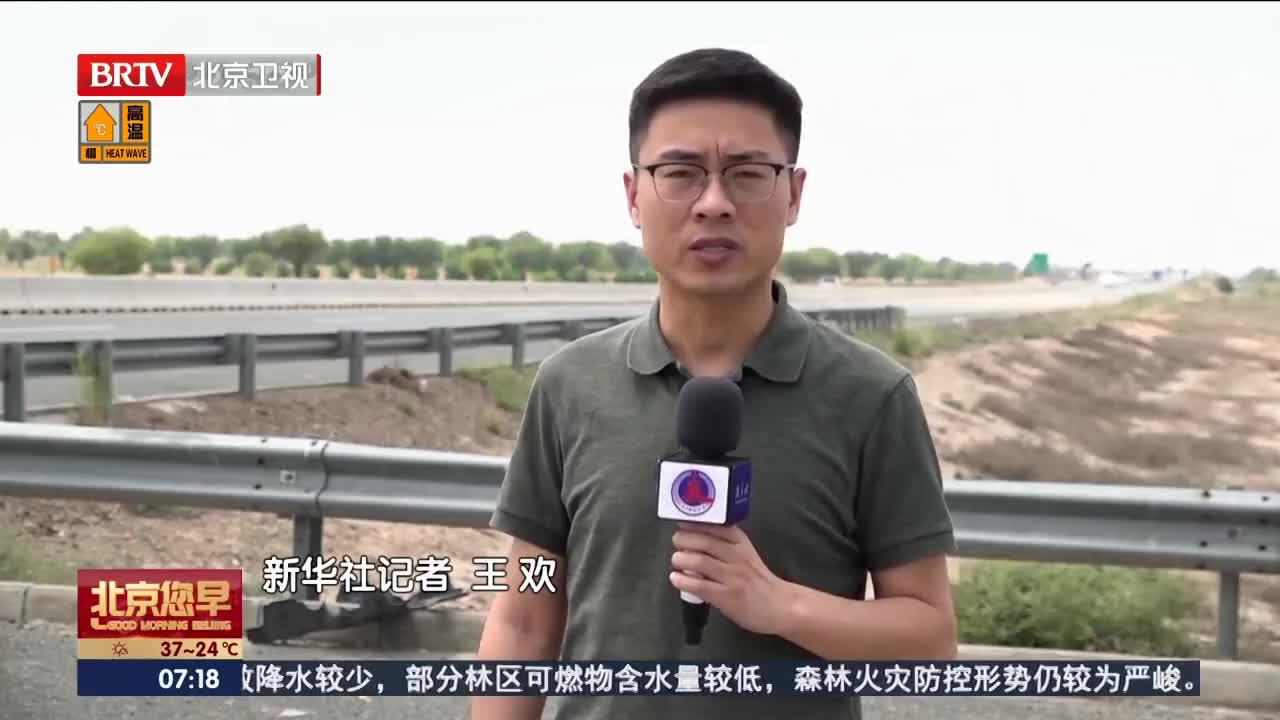 BRTV 北京卫视
℃ 高温
橙 HEAT WAVE
新华社记者 王欢
北京您早
GOOD MORNING BEIJING
37~24℃
07:18 降水较少，部分林区可燃物含水量较低，森林火灾防控形势仍较为严峻。